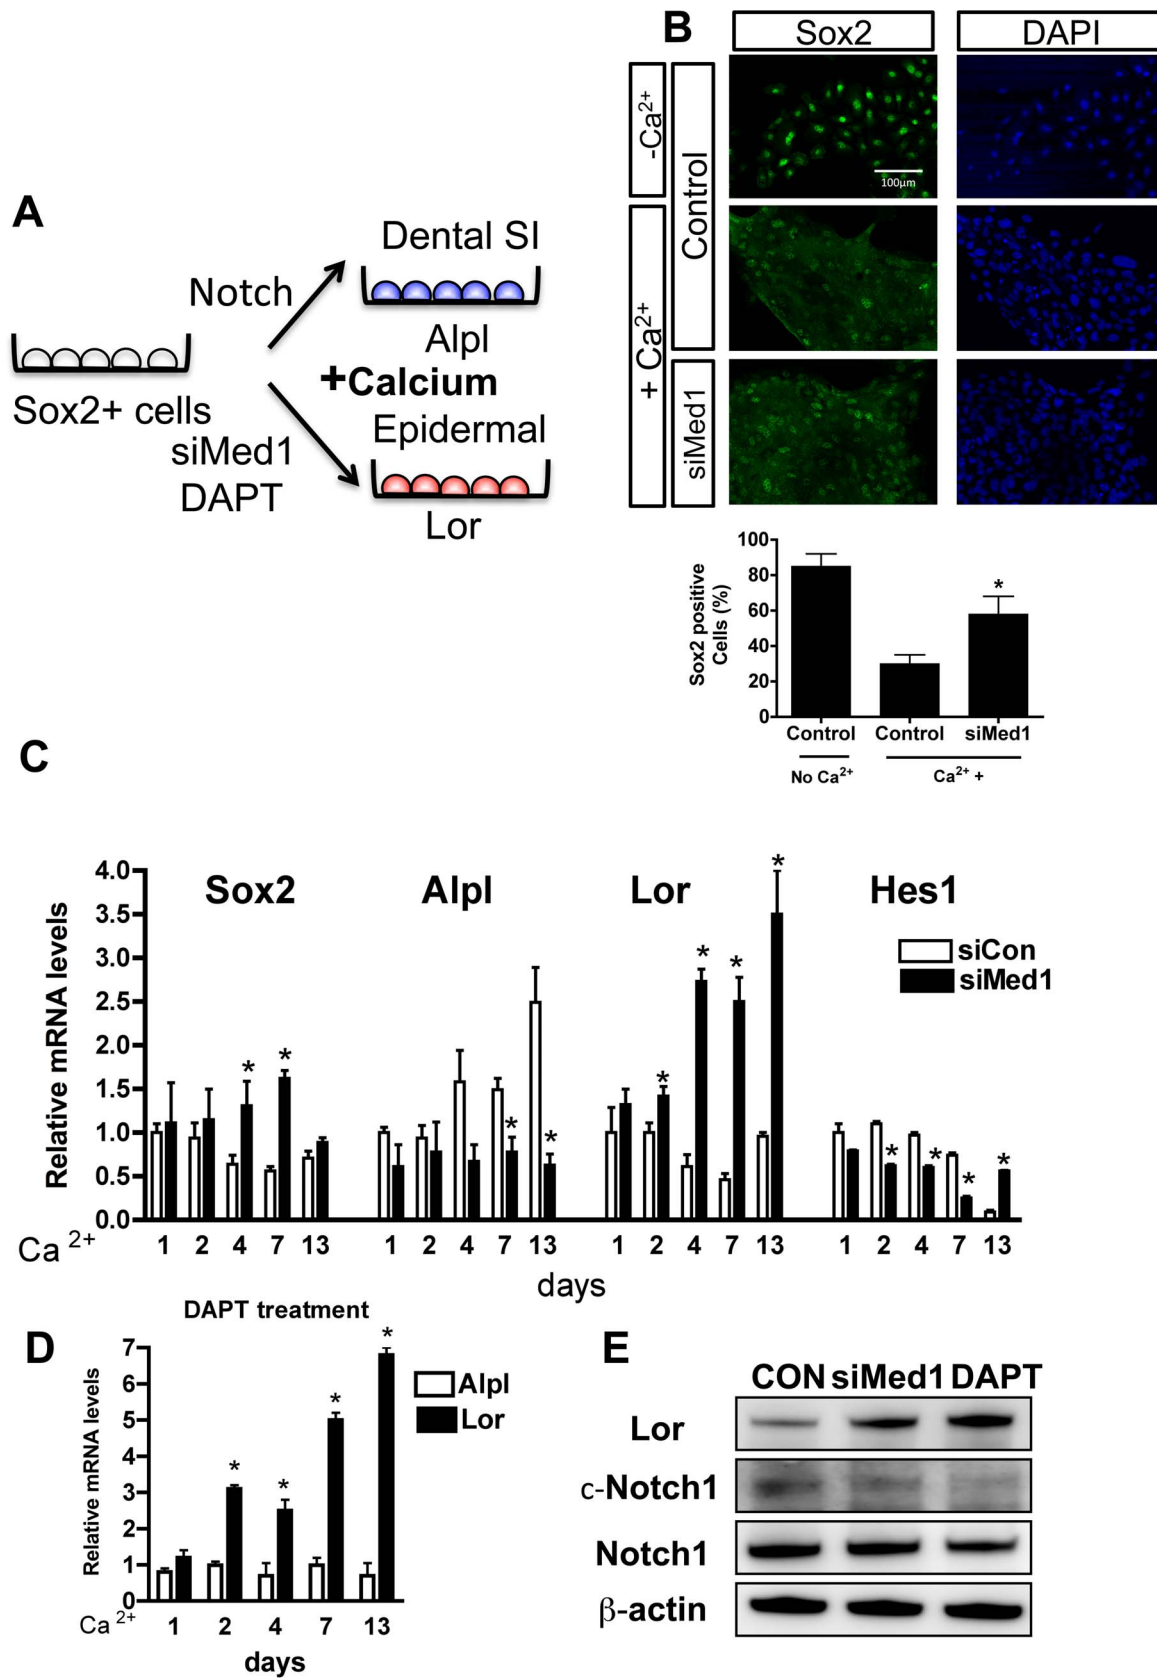 A
Notch
Dental SI
Alpl
+Calcium
Sox2+ cells
siMed1
DAPT
Epidermal
Lor
B
Sox2
DAPI
-Ca²⁺
Control
100µm
+ Ca²⁺
siMed1
Sox2 positive
Cells (%)
100
80
60
40
20
0
*
Control Control siMed1
No Ca²⁺ Ca²⁺ +
C
Relative mRNA levels
4.0
3.5
3.0
2.5
2.0
1.5
1.0
0.5
0.0
Sox2 Alpl Lor Hes1
siCon
siMed1
* * * * * * * * * * * *
Ca ²⁺ 1 2 4 7 13 1 2 4 7 13 1 2 4 7 13 1 2 4 7 13
days
D
DAPT treatment
Relative mRNA levels
7
6
5
4
3
2
1
0
* * * *
Alpl
Lor
Ca ²⁺ 1 2 4 7 13
days
E
CON siMed1 DAPT
Lor
c-Notch1
Notch1
β-actin